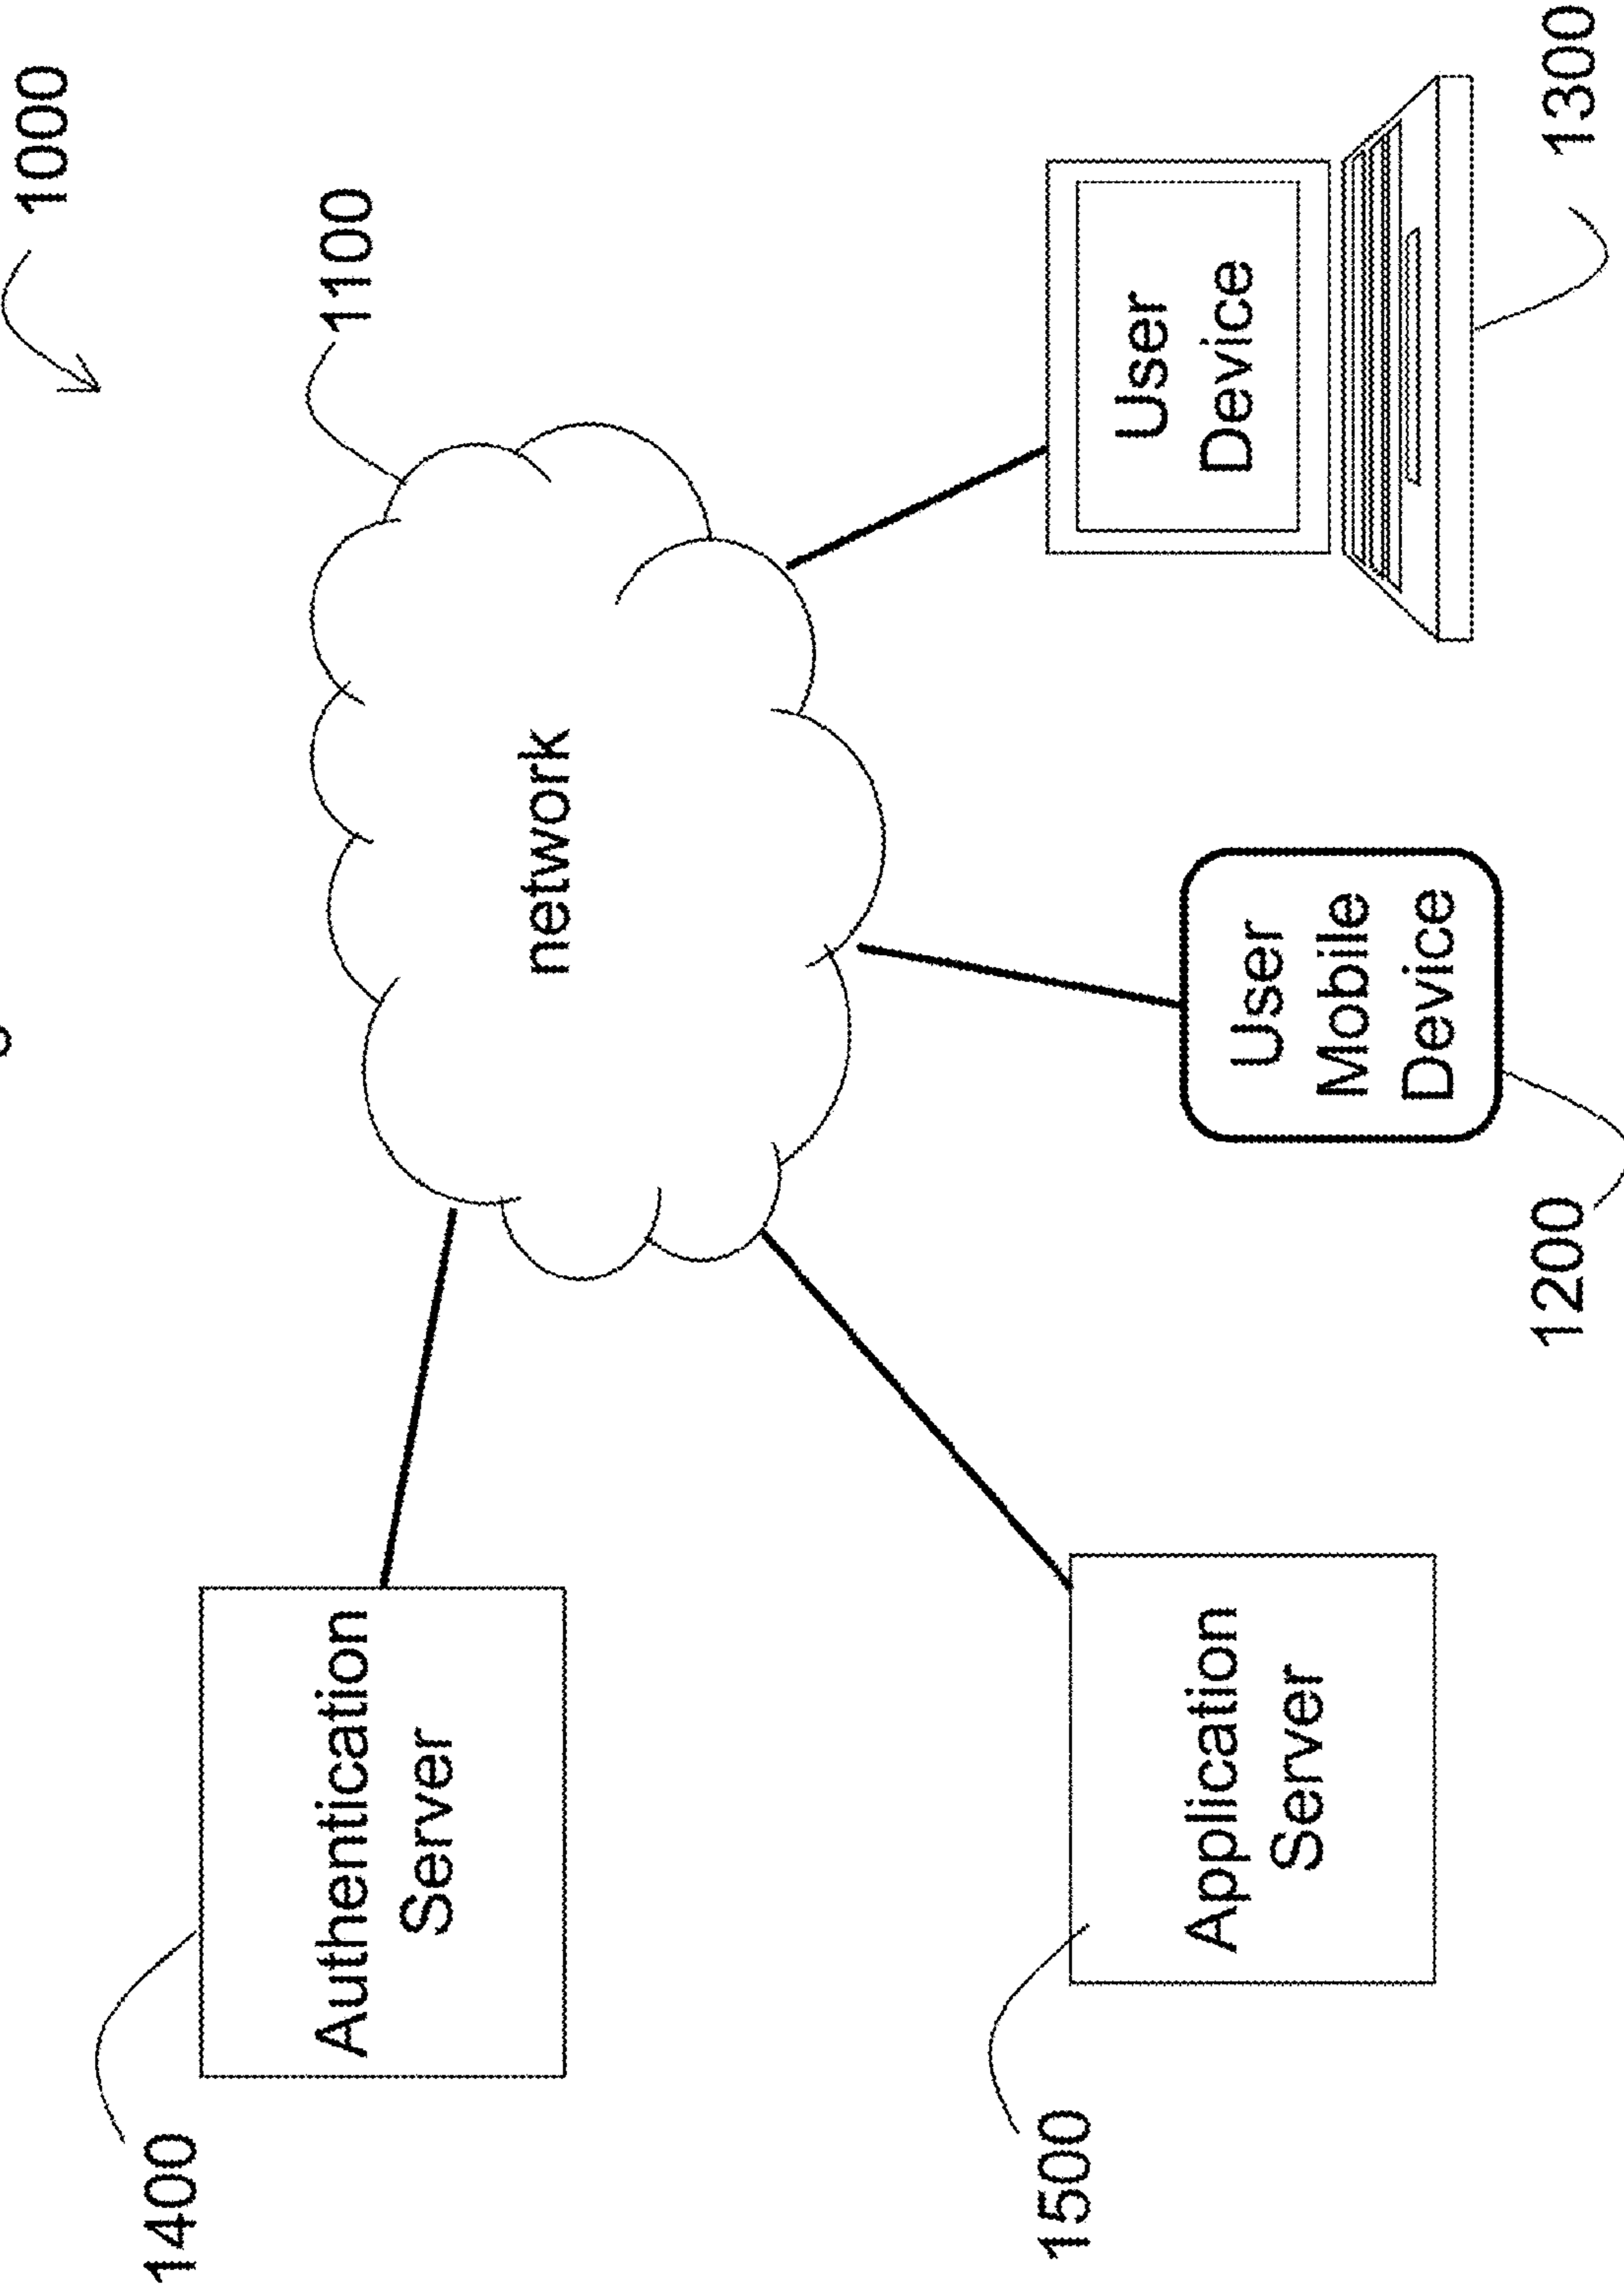 1000
1400
1100
Authentication
Server
network
1500
Application
Server
User
Mobile
Device
User
Device
1200
1300